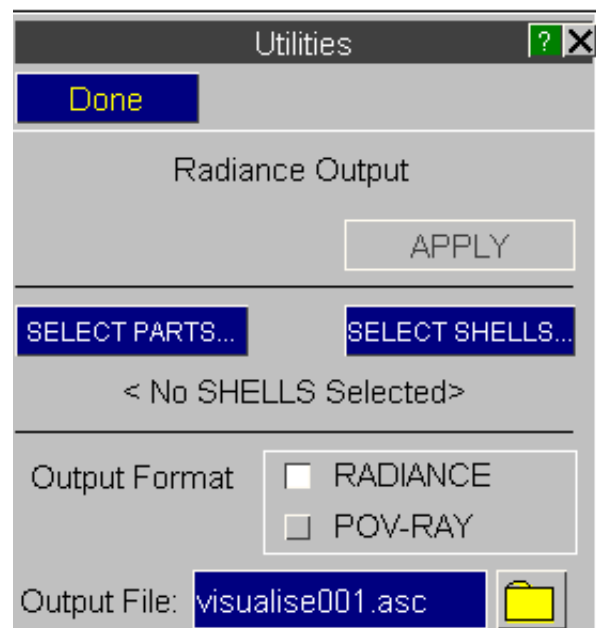 Utilities ? X
Done
Radiance Output
APPLY
SELECT PARTS... SELECT SHELLS...
< No SHELLS Selected>
Output Format RADIANCE
POV-RAY
Output File: visualise001.asc